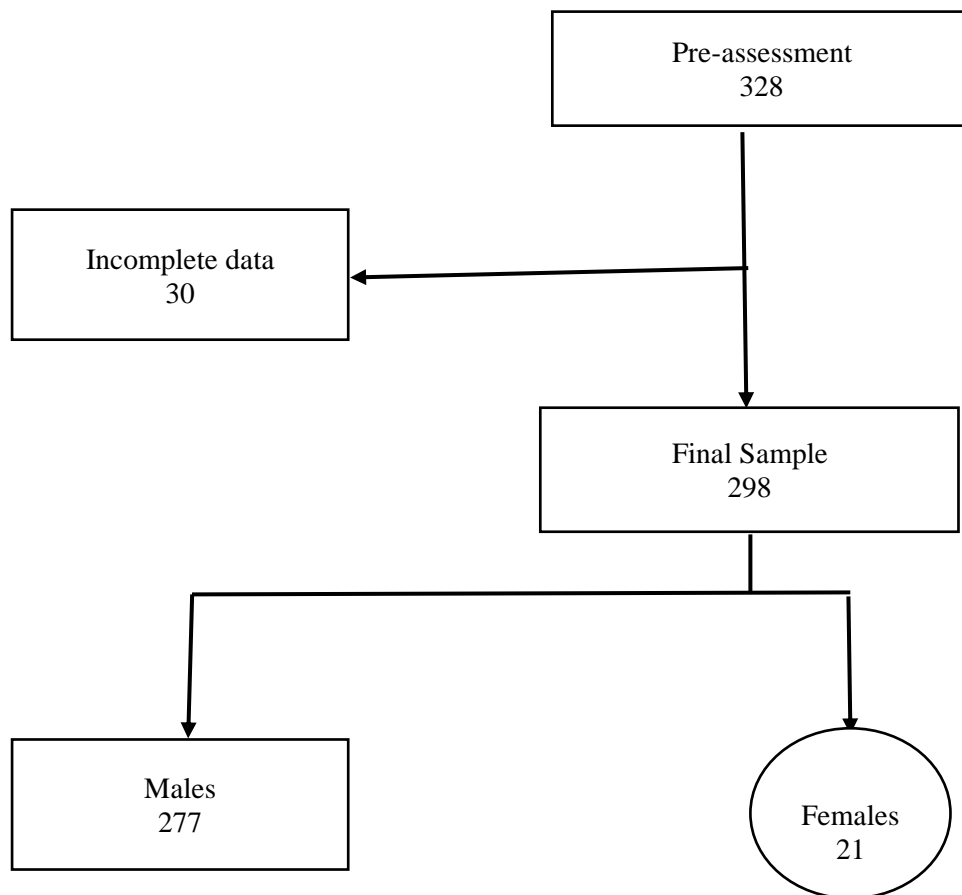 Pre-assessment
328
Incomplete data
30
Final Sample
298
Males
277
Females
21